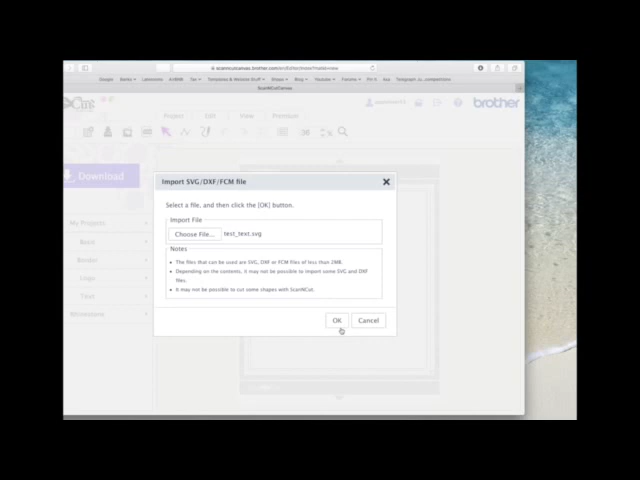 Project Edit View Premium
brother
Download
Import SVG/DXF/FCM file
Select a file, and then click the [OK] button.
Import File
Choose File... test_text.svg
Notes
The files that can be used are SVG, DXF or FCM files of less than 2MB.
Depending on the contents, it may not be possible to import some SVG and DXF
files.
It may not be possible to cut some shapes with ScanNCut.
OK Cancel
My Projects
Basic
Border
Logo
Text